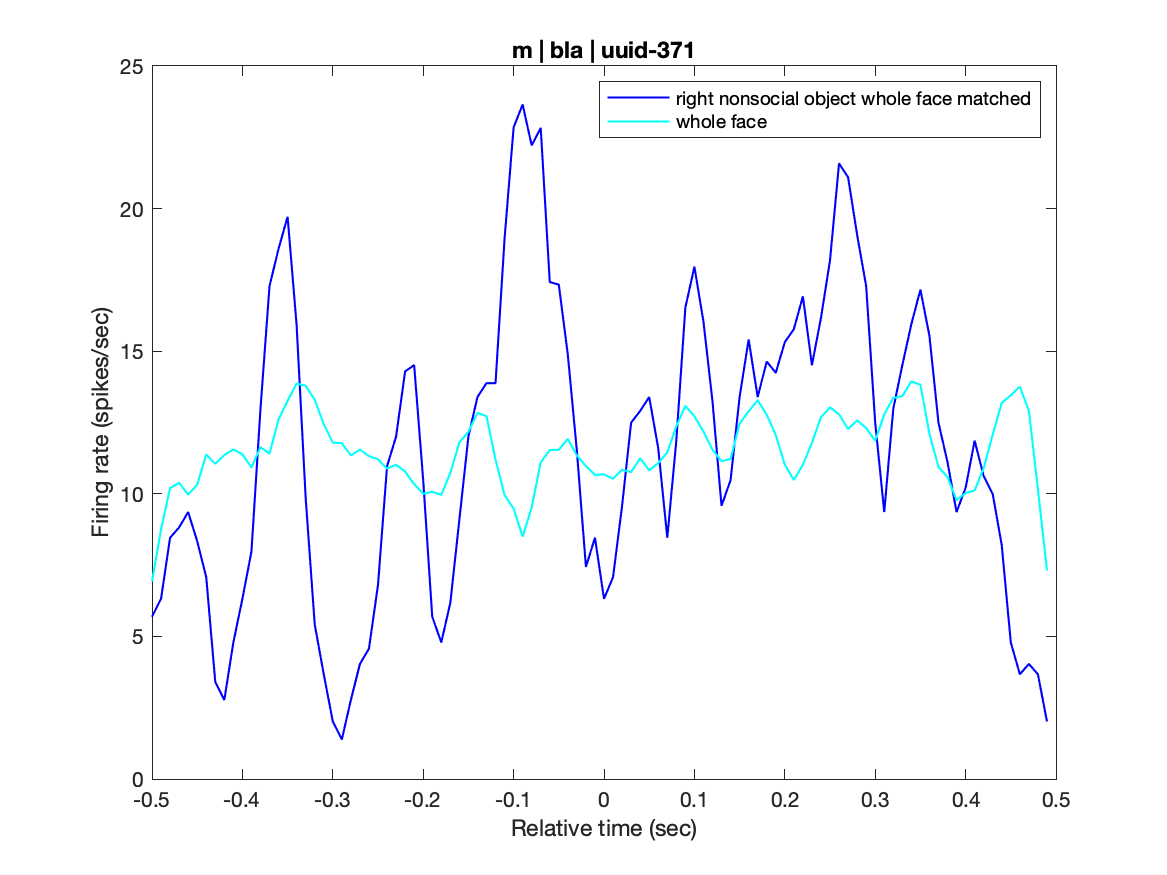 m | bla | uuid-371
right nonsocial object whole face matched
whole face
Firing rate (spikes/sec)
25
20
15
10
5
0
-0.5 -0.4 -0.3 -0.2 -0.1 0 0.1 0.2 0.3 0.4 0.5
Relative time (sec)